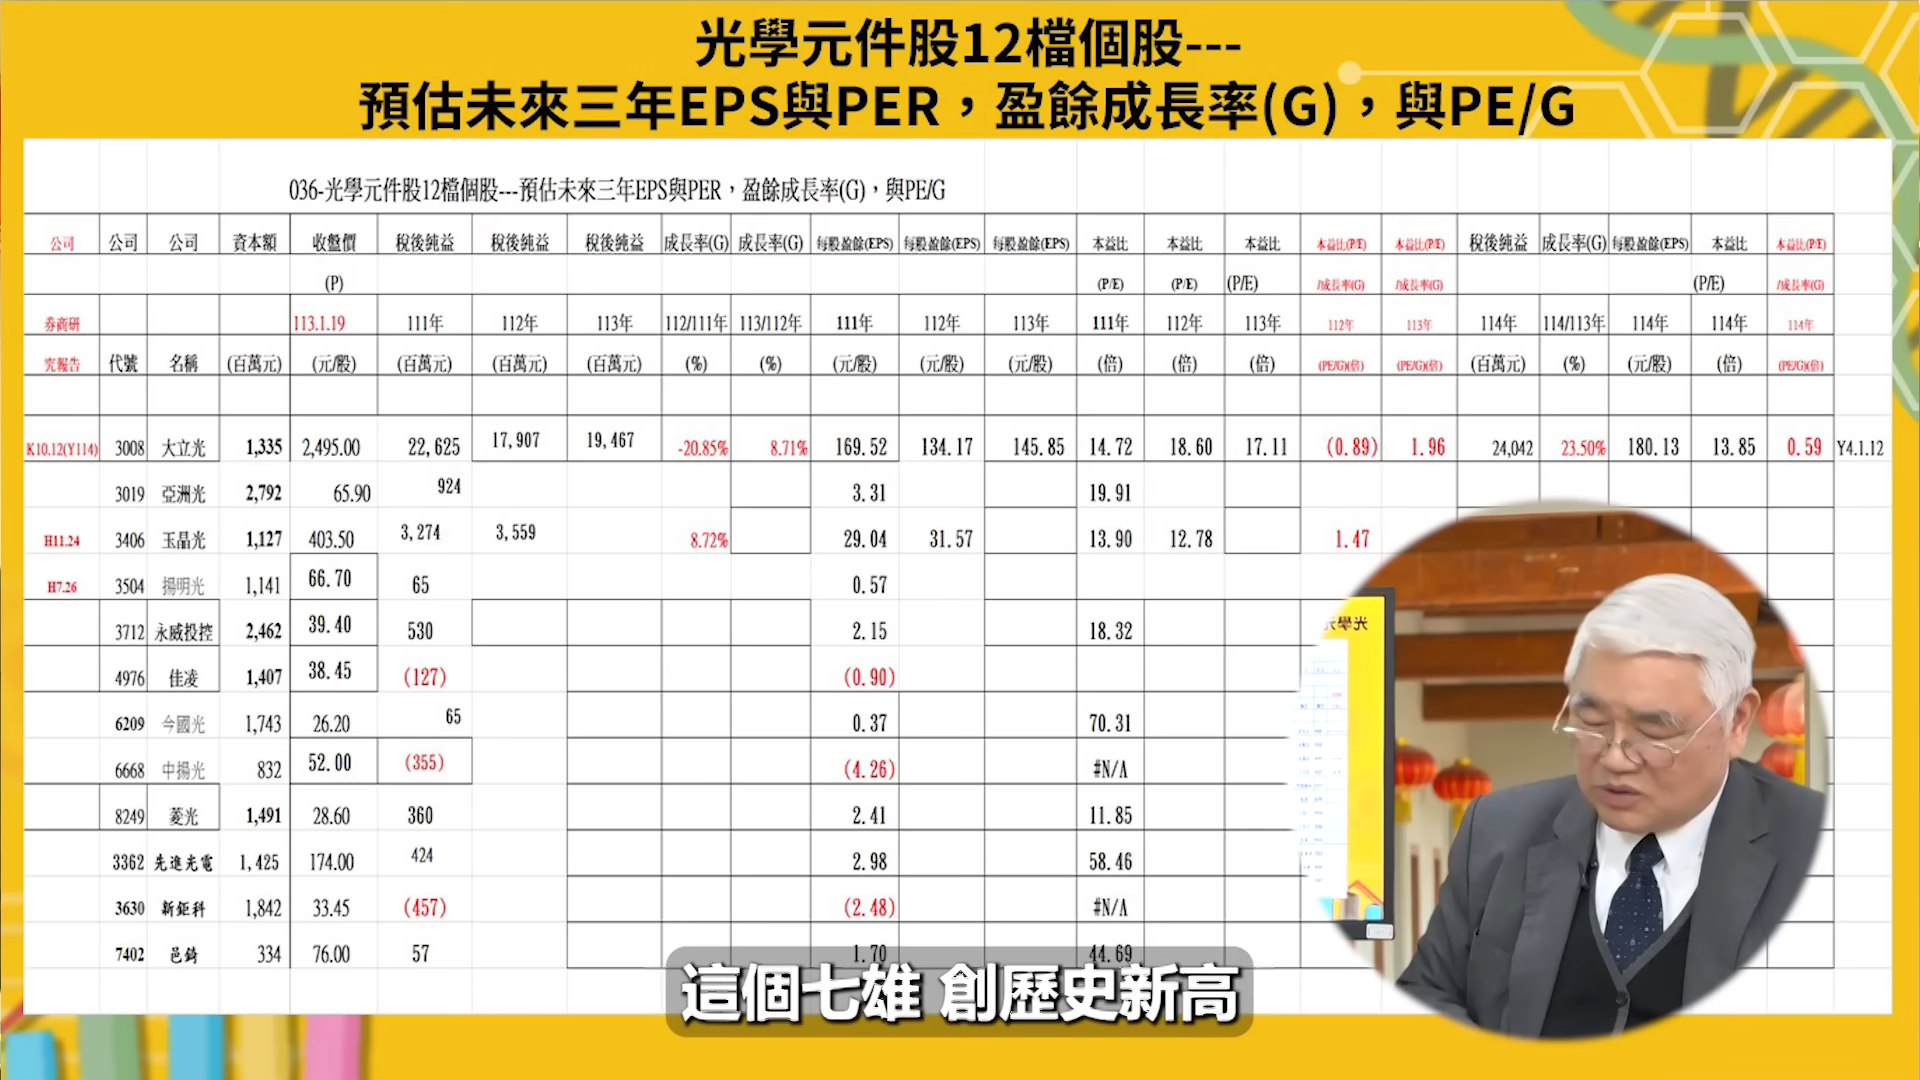 光學元件股12檔個股---
預估未來三年EPS與PER，盈餘成長率(G)，與PE/G
036-光學元件股12檔個股---預估未來三年EPS與PER，盈餘成長率(G)，與PE/G
公司 公司 公司 資本額 收盤價 稅後純益 稅後純益 稅後純益 成長率(G) 成長率(G) 每股盈餘(EPS) 每股盈餘(EPS) 每股盈餘(EPS) 本益比 本益比 本益比 本益比(P/E) 本益比(P/E) 稅後純益 成長率(G) 每股盈餘(EPS) 本益比 本益比(P/E)
(P) (P/E) (P/E) (P/E) /成長率(G) /成長率(G) (P/E) /成長率(G)
券商研 113.1.19 111年 112年 113年 112/111年 113/112年 111年 112年 113年 111年 112年 113年 112年 113年 114年 114/113年 114年 114年 114年
究報告 代號 名稱 (百萬元) (元/股) (百萬元) (百萬元) (百萬元) (%) (%) (元/股) (元/股) (元/股) (倍) (倍) (倍) (PE/G)(倍) (PE/G)(倍) (百萬元) (%) (元/股) (倍) (PE/G)(倍)
K10.12(Y114) 3008 大立光 1,335 2,495.00 22,625 17,907 19,467 -20.85% 8.71% 169.52 134.17 145.85 14.72 18.60 17.11 (0.89) 1.96 24,042 23.50% 180.13 13.85 0.59 Y4.1.12
3019 亞洲光 2,792 65.90 924 3.31 19.91
H11.24 3406 玉晶光 1,127 403.50 3,274 3,559 8.72% 29.04 31.57 13.90 12.78 1.47
H7.26 3504 揚明光 1,141 66.70 65 0.57
3712 永崴投控 2,462 39.40 530 2.15 18.32
4976 佳凌 1,407 38.45 (127) (0.90)
6209 今國光 1,743 26.20 65 0.37 70.31
6668 中揚光 832 52.00 (355) (4.26) #N/A
8249 菱光 1,491 28.60 360 2.41 11.85
3362 先進光電 1,425 174.00 424 2.98 58.46
3630 新鉅科 1,842 33.45 (457) (2.48) #N/A
7402 邑錡 334 76.00 57 1.70 44.69
這個七雄 創歷史新高